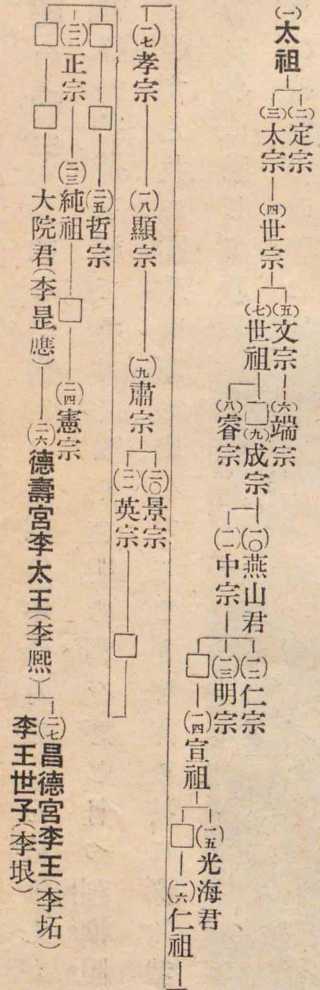 (一)太祖
(二)定宗
(三)太宗
(四)世宗
(五)文宗
(六)端宗
(七)世祖
(八)睿宗
□(九)成宗
(一〇)燕山君
(一一)中宗
(一二)仁宗
(一三)明宗
□
(一四)宣祖
(一五)光海君
□
(一六)仁祖
(一七)孝宗
(一八)顯宗
(一九)肅宗
(二〇)景宗
(二一)英宗
□
□
□
(二五)哲宗
(二二)正宗
(二三)純祖
□
(二四)憲宗
□
□
大院君(李昰應)
(二六)德壽宮李太王(李熈)
(二七)昌德宮李王(李坧)
李王世子(李垠)